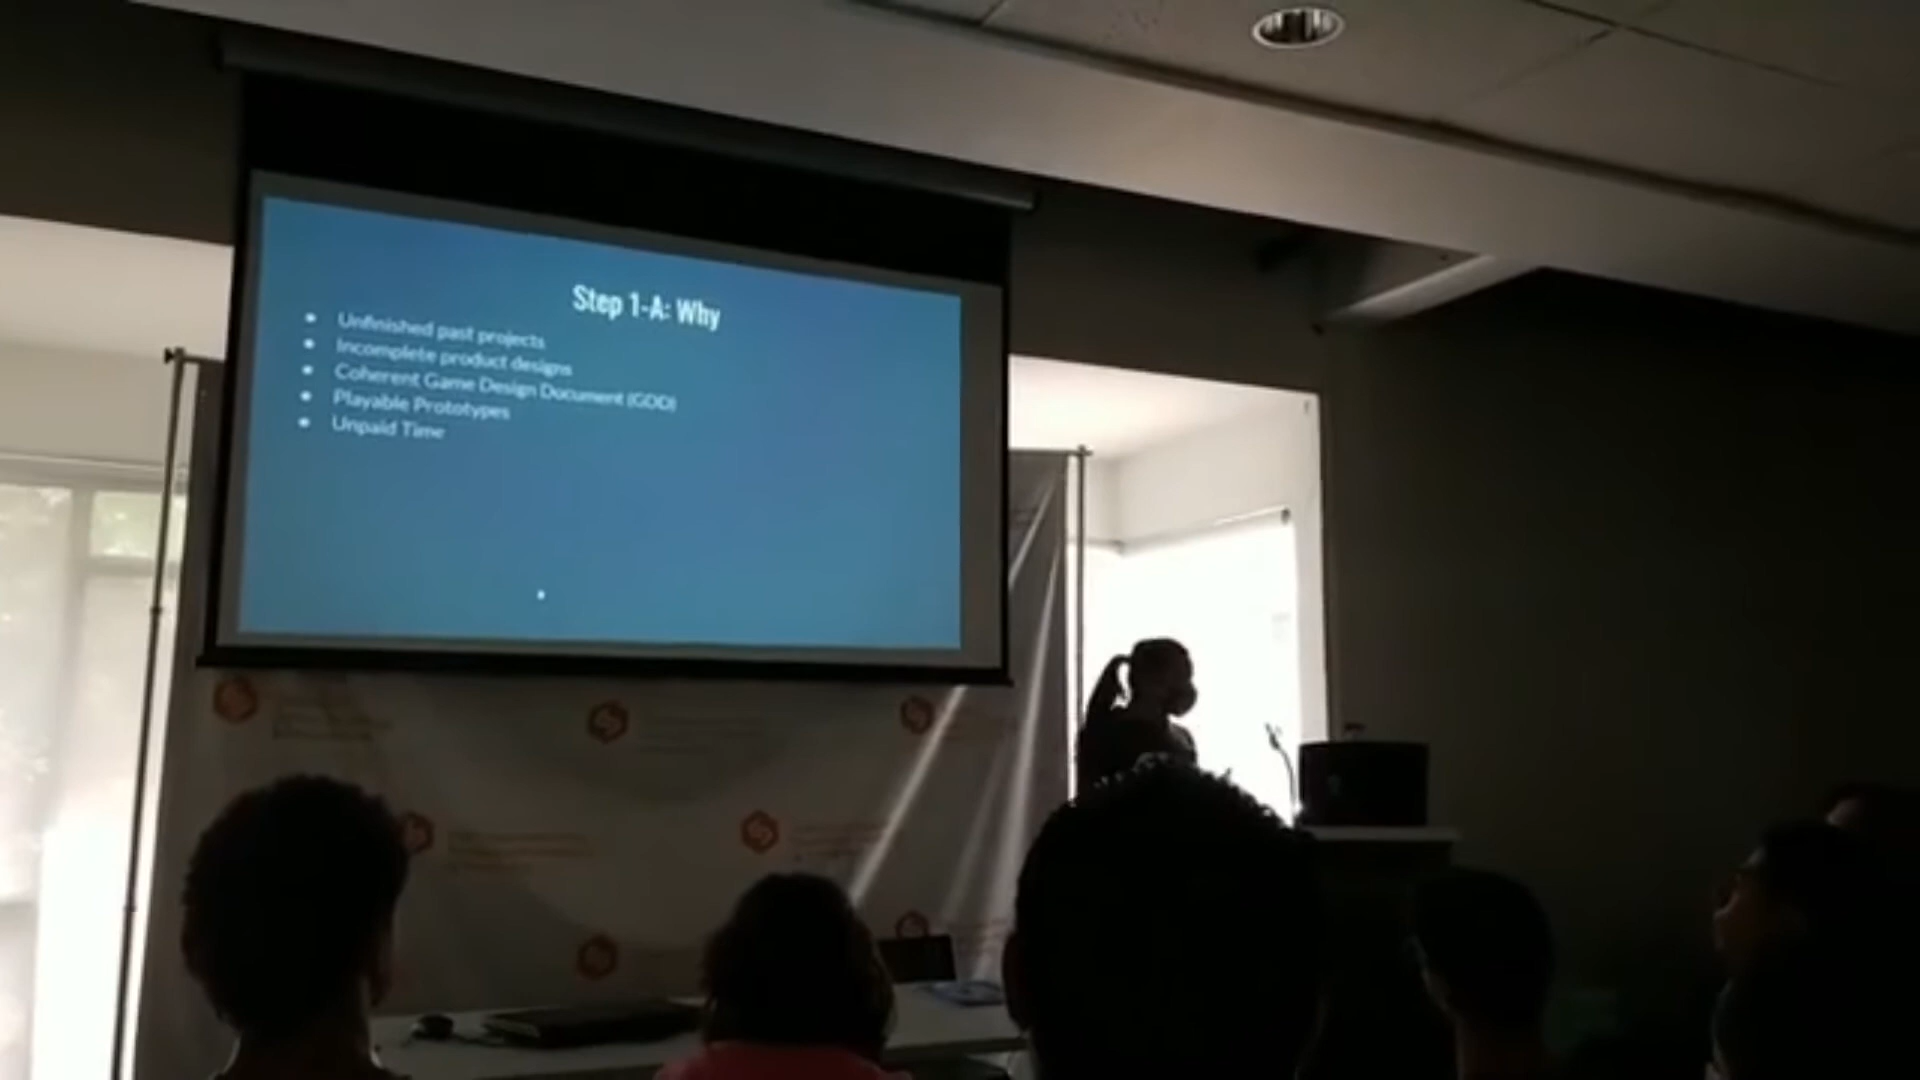 Step 1-A: Why
Unfinished past projects
Incomplete product designs
Coherent Game Design Document (GDD)
Playable Prototypes
Unpaid Time